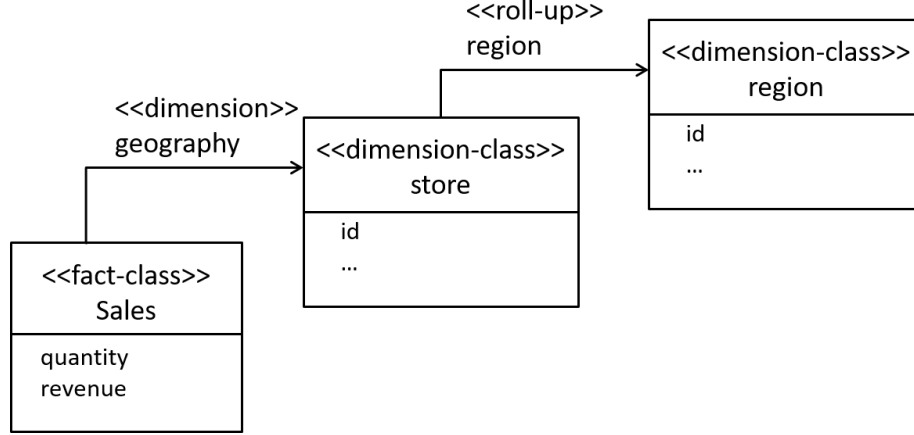 <<roll-up>>
region
<<dimension-class>>
region
id
...
<<dimension>>
geography
<<dimension-class>>
store
id
...
<<fact-class>>
Sales
quantity
revenue